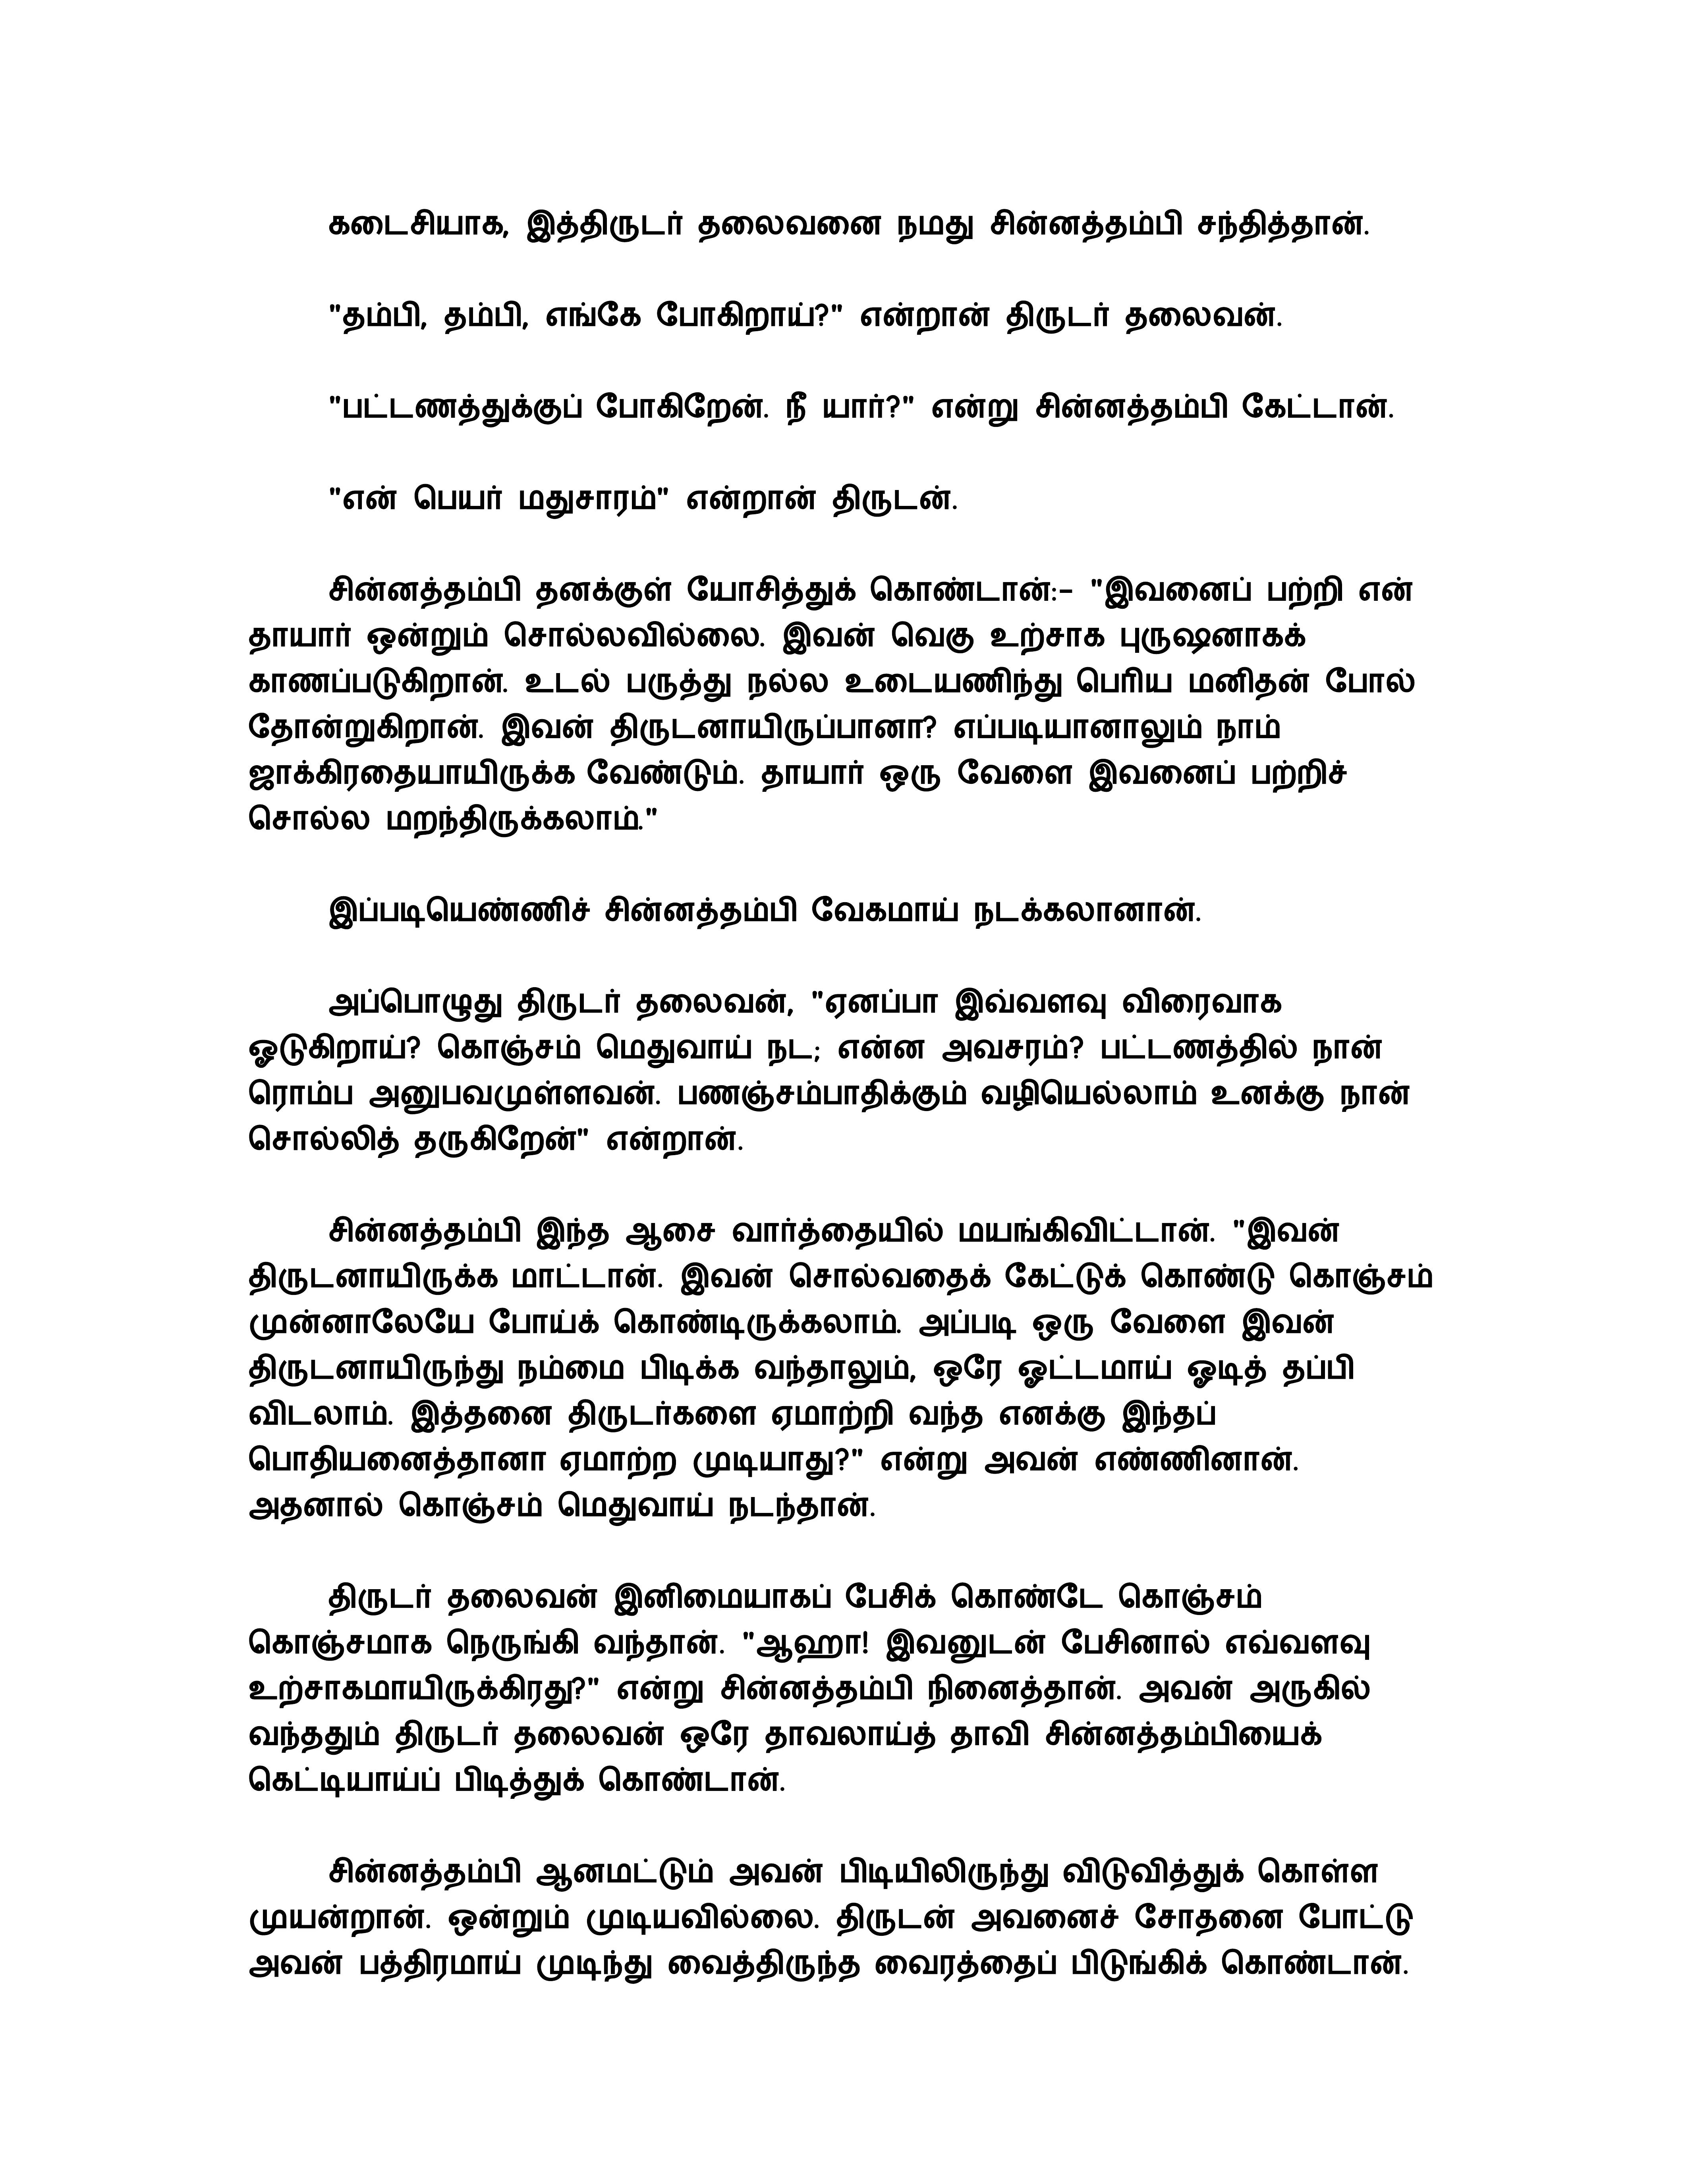 கடைசியாக, இத்திருடர் தலைவனை நமது சின்னத்தம்பி சந்தித்தான்.
"தம்பி, தம்பி, எங்கே போகிறாய்?" என்றான் திருடர் தலைவன்.
"பட்டணத்துக்குப் போகிறேன். நீ யார்?" என்று சின்னத்தம்பி கேட்டான்.
"என் பெயர் மதுசாரம்" என்றான் திருடன்.
சின்னத்தம்பி தனக்குள் யோசித்துக் கொண்டான்:- "இவனைப் பற்றி என்
தாயார் ஒன்றும் சொல்லவில்லை. இவன் வெகு உற்சாக புருஷனாகக்
காணப்படுகிறான். உடல் பருத்து நல்ல உடையணிந்து பெரிய மனிதன் போல்
தோன்றுகிறான். இவன் திருடனாயிருப்பானா? எப்படியானாலும் நாம்
ஜாக்கிரதையாயிருக்க வேண்டும். தாயார் ஒரு வேளை இவனைப் பற்றிச்
சொல்ல மறந்திருக்கலாம்."
இப்படியெண்ணிச் சின்னத்தம்பி வேகமாய் நடக்கலானான்.
அப்பொழுது திருடர் தலைவன், "ஏனப்பா இவ்வளவு விரைவாக
ஓடுகிறாய்? கொஞ்சம் மெதுவாய் நட; என்ன அவசரம்? பட்டணத்தில் நான்
ரொம்ப அனுபவமுள்ளவன். பணஞ்சம்பாதிக்கும் வழியெல்லாம் உனக்கு நான்
சொல்லித் தருகிறேன்" என்றான்.
சின்னத்தம்பி இந்த ஆசை வார்த்தையில் மயங்கிவிட்டான். "இவன்
திருடனாயிருக்க மாட்டான். இவன் சொல்வதைக் கேட்டுக் கொண்டு கொஞ்சம்
முன்னாலேயே போய்க் கொண்டிருக்கலாம். அப்படி ஒரு வேளை இவன்
திருடனாயிருந்து நம்மை பிடிக்க வந்தாலும், ஒரே ஓட்டமாய் ஓடித் தப்பி
விடலாம். இத்தனை திருடர்களை ஏமாற்றி வந்த எனக்கு இந்தப்
பொதியனைத்தானா ஏமாற்ற முடியாது?" என்று அவன் எண்ணினான்.
அதனால் கொஞ்சம் மெதுவாய் நடந்தான்.
திருடர் தலைவன் இனிமையாகப் பேசிக் கொண்டே கொஞ்சம்
கொஞ்சமாக நெருங்கி வந்தான். "ஆஹா! இவனுடன் பேசினால் எவ்வளவு
உற்சாகமாயிருக்கிரது?" என்று சின்னத்தம்பி நினைத்தான். அவன் அருகில்
வந்ததும் திருடர் தலைவன் ஒரே தாவலாய்த் தாவி சின்னத்தம்பியைக்
கெட்டியாய்ப் பிடித்துக் கொண்டான்.
சின்னத்தம்பி ஆனமட்டும் அவன் பிடியிலிருந்து விடுவித்துக் கொள்ள
முயன்றான். ஒன்றும் முடியவில்லை. திருடன் அவனைச் சோதனை போட்டு
அவன் பத்திரமாய் முடிந்து வைத்திருந்த வைரத்தைப் பிடுங்கிக் கொண்டான்.